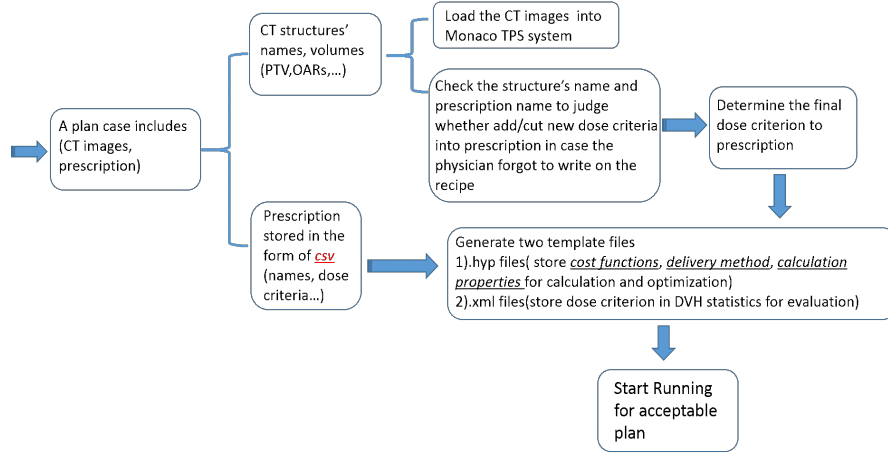 A plan case includes
(CT images,
prescription)
CT structures’
names, volumes
(PTV,OARs,…)
Load the CT images into
Monaco TPS system
Check the structure’s name and
prescription name to judge
whether add/cut new dose criteria
into prescription in case the
physician forgot to write on the
recipe
Determine the final
dose criterion to
prescription
Prescription
stored in the
form of csv
(names, dose
criteria…)
Generate two template files
1).hyp files( store cost functions, delivery method, calculation
properties for calculation and optimization)
2).xml files(store dose criterion in DVH statistics for evaluation)
Start Running
for acceptable
plan